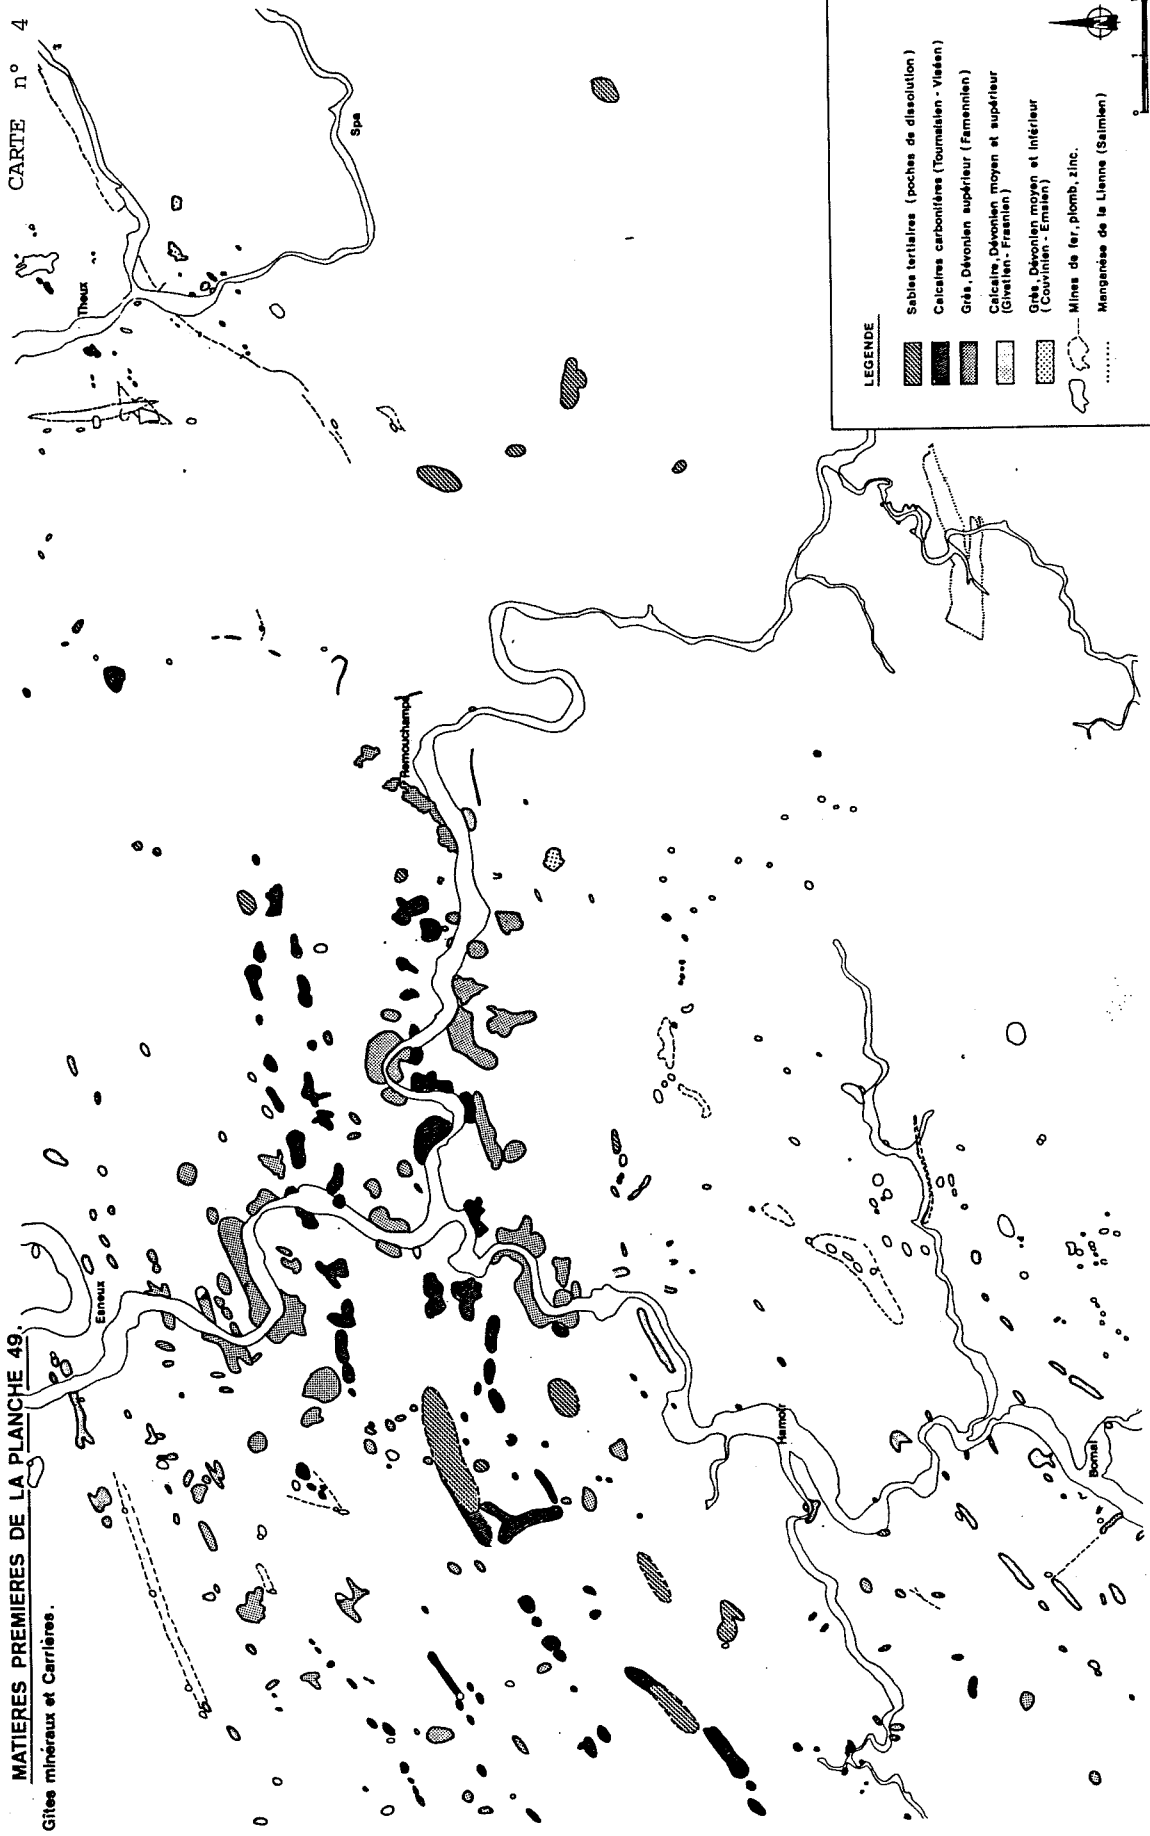 CARTE n° 4
MATIERES PREMIERES DE LA PLANCHE 49.
Gîtes minéraux et Carrières.
Esneux
Theux
Spa
Remouchamps
Hamoir
Bomal
LEGENDE
Sables tertiaires (poches de dissolution)
Calcaires carbonifères (Tournaisien - Viséen)
Grès, Dévonien supérieur (Famennien)
Calcaire, Dévonien moyen et supérieur
(Givetien - Frasnien)
Grès, Dévonien moyen et inférieur
(Couvinien - Emsien)
Mines de fer, plomb, zinc.
Manganèse de la Lienne (Salmien)
N
0 1